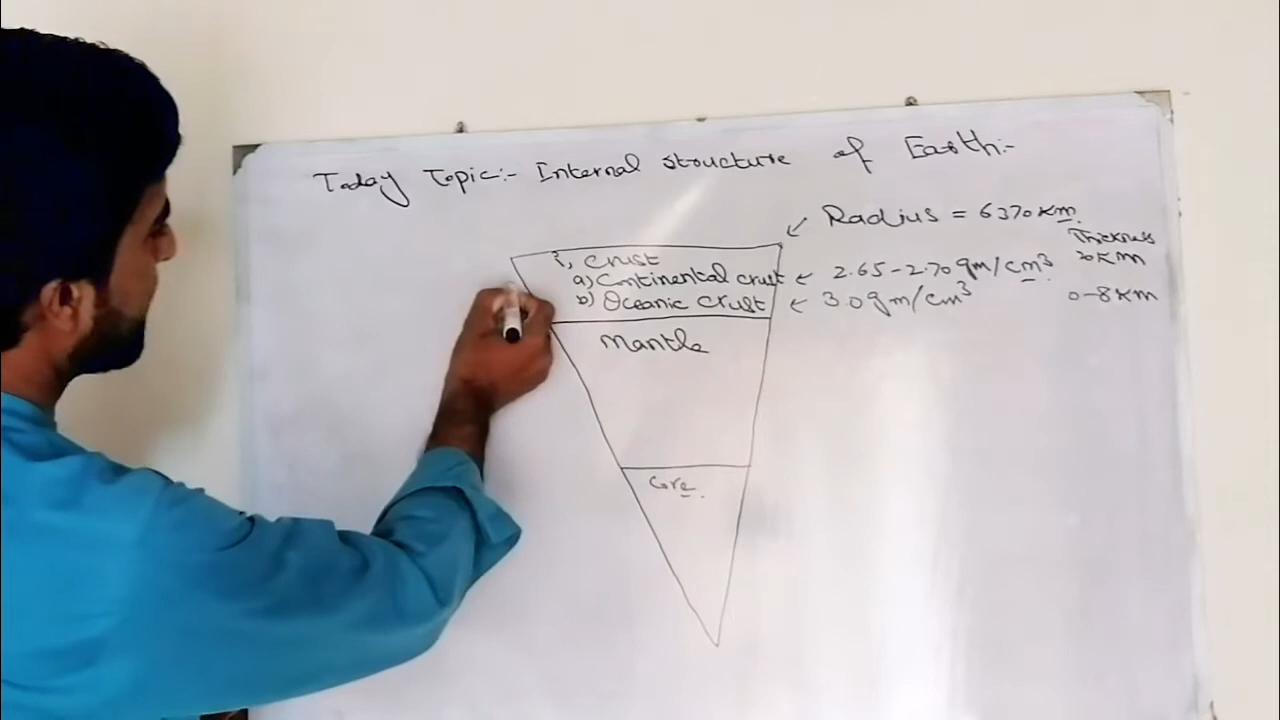 Today Topic:- Internal structure of Earth:-
Radius = 6370 Km.
Thickness
1, Crust
a) Continental crust ← 2.65-2.70 gm/cm³ Km
b) Oceanic Crust ← 3.0 gm/cm³ 0-8 Km
Mantle
Core.